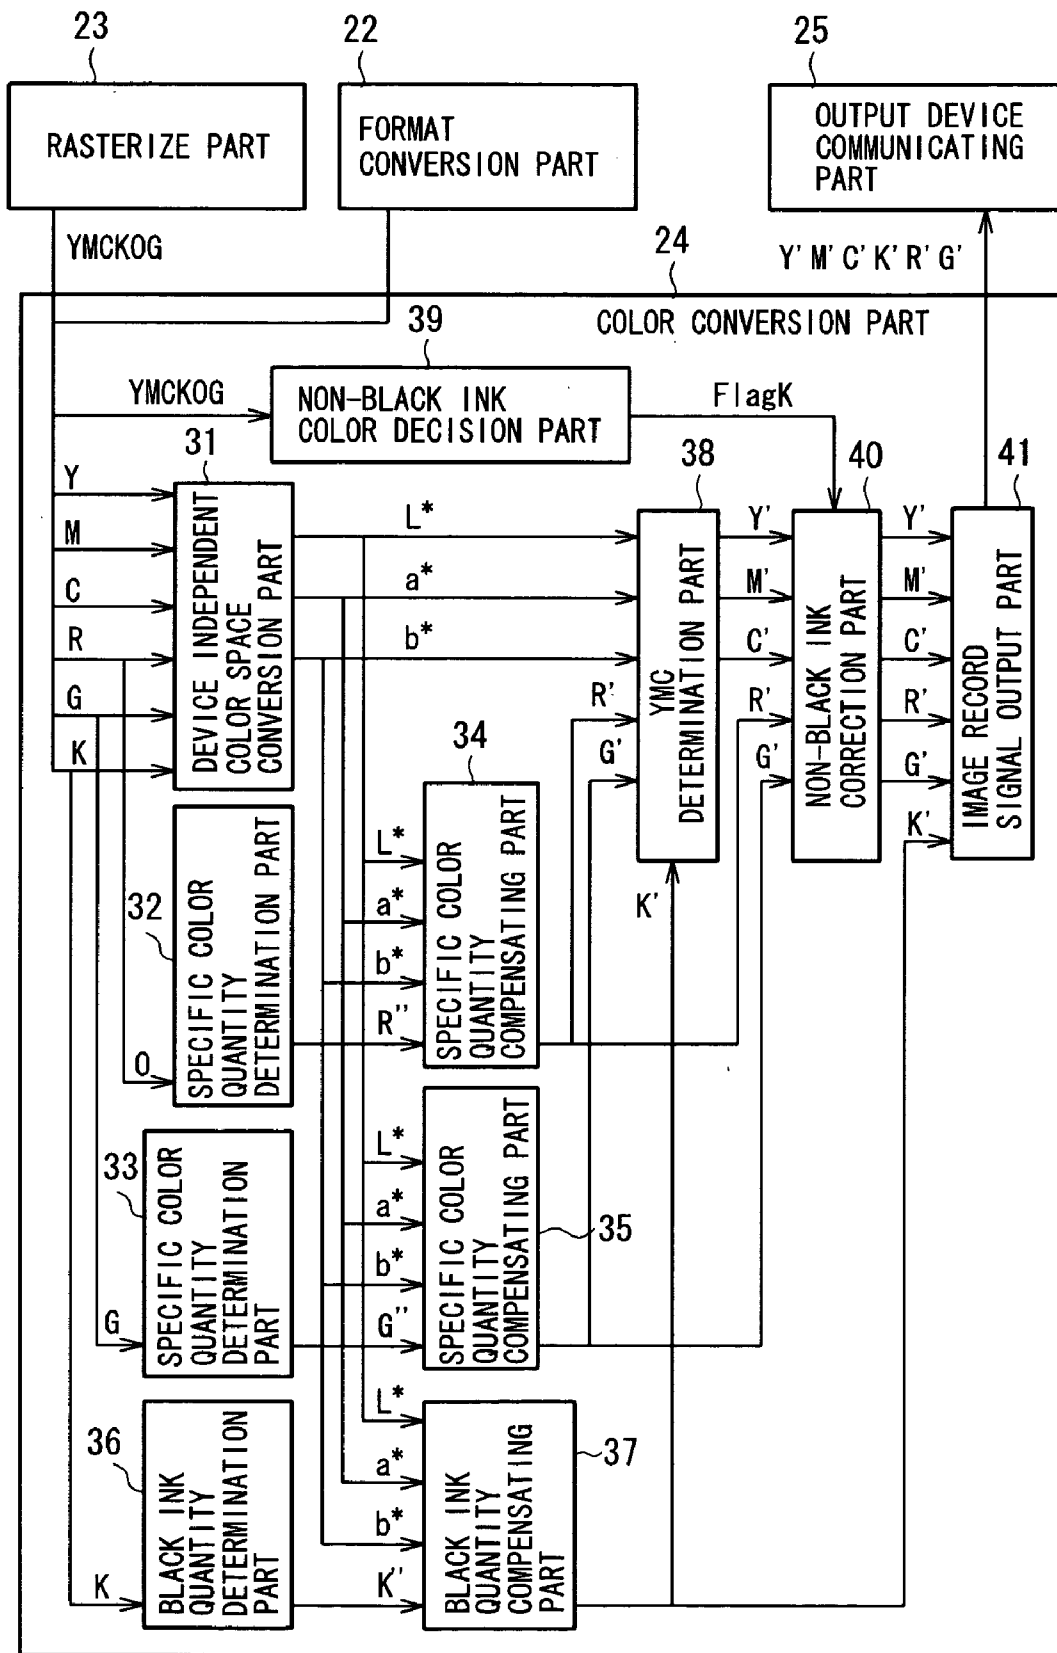 23
22
25
RASTERIZE PART
FORMAT
CONVERSION PART
OUTPUT DEVICE
COMMUNICATING
PART
YMCKOG
24
Y' M' C' K' R' G'
COLOR CONVERSION PART
39
YMCKOG
NON-BLACK INK
COLOR DECISION PART
FlagK
31
38
40
41
Y
M
C
R
G
K
DEVICE INDEPENDENT
COLOR SPACE
CONVERSION PART
L*
a*
b*
R'
G'
K'
YMC
DETERMINATION PART
Y'
M'
C'
R'
G'
NON-BLACK INK
CORRECTION PART
Y'
M'
C'
R'
G'
K'
IMAGE RECORD
SIGNAL OUTPUT PART
32
O
SPECIFIC COLOR
QUANTITY
DETERMINATION PART
34
L*
a*
b*
R''
SPECIFIC COLOR
QUANTITY
COMPENSATING PART
33
G
SPECIFIC COLOR
QUANTITY
DETERMINATION
PART
L*
a*
b*
G''
SPECIFIC COLOR
QUANTITY
COMPENSATING PART
35
36
K
BLACK INK
QUANTITY
DETERMINATION
PART
L*
a*
b*
K''
BLACK INK
QUANTITY
COMPENSATING
PART
37